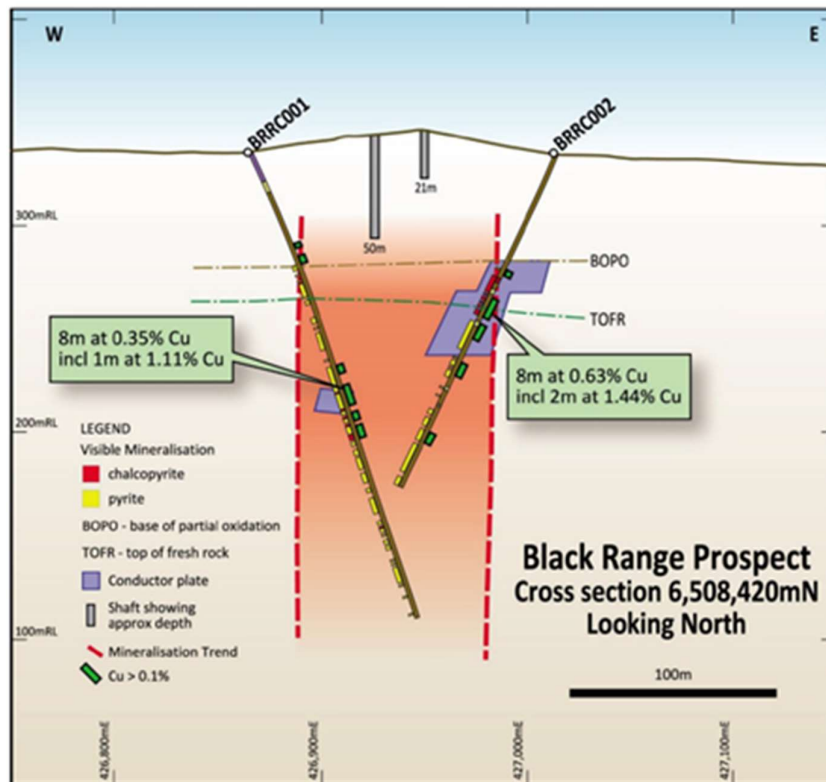 W
E
BRRC001
BRRC002
21m
50m
300mRL
BOPO
TOFR
8m at 0.35% Cu
incl 1m at 1.11% Cu
8m at 0.63% Cu
incl 2m at 1.44% Cu
200mRL
LEGEND
Visible Mineralisation
chalcopyrite
pyrite
BOPO - base of partial oxidation
TOFR - top of fresh rock
Conductor plate
Shaft showing
approx depth
Mineralisation Trend
Cu > 0.1%
Black Range Prospect
Cross section 6,508,420mN
Looking North
100mRL
100m
426,800mE
426,900mE
427,000mE
427,100mE